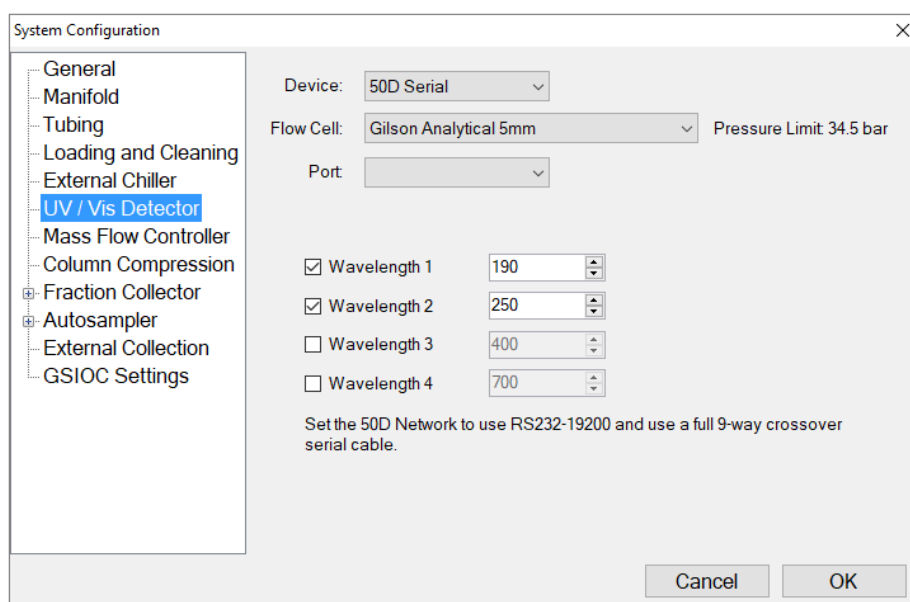 System Configuration
General
Manifold
Tubing
Loading and Cleaning
External Chiller
UV / Vis Detector
Mass Flow Controller
Column Compression
Fraction Collector
Autosampler
External Collection
GSIOC Settings
Device: 50D Serial
Flow Cell: Gilson Analytical 5mm Pressure Limit: 34.5 bar
Port:
Wavelength 1 190
Wavelength 2 250
Wavelength 3 400
Wavelength 4 700
Set the 50D Network to use RS232-19200 and use a full 9-way crossover
serial cable.
Cancel OK